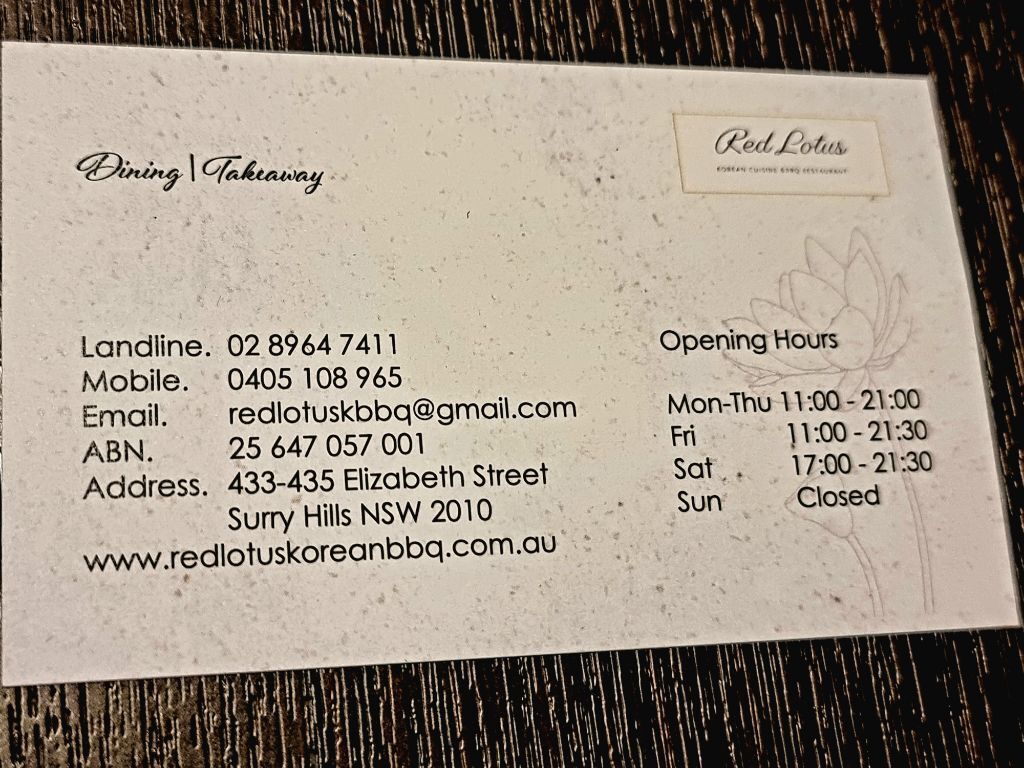 Dining | Takeaway
Red Lotus
KOREAN CUISINE BBQ RESTAURANT
Landline. 02 8964 7411
Mobile. 0405 108 965
Email. redlotuskbbq@gmail.com
ABN. 25 647 057 001
Address. 433-435 Elizabeth Street
Surry Hills NSW 2010
www.redlotuskoreanbbq.com.au
Opening Hours
Mon-Thu 11:00 - 21:00
Fri 11:00 - 21:30
Sat 17:00 - 21:30
Sun Closed